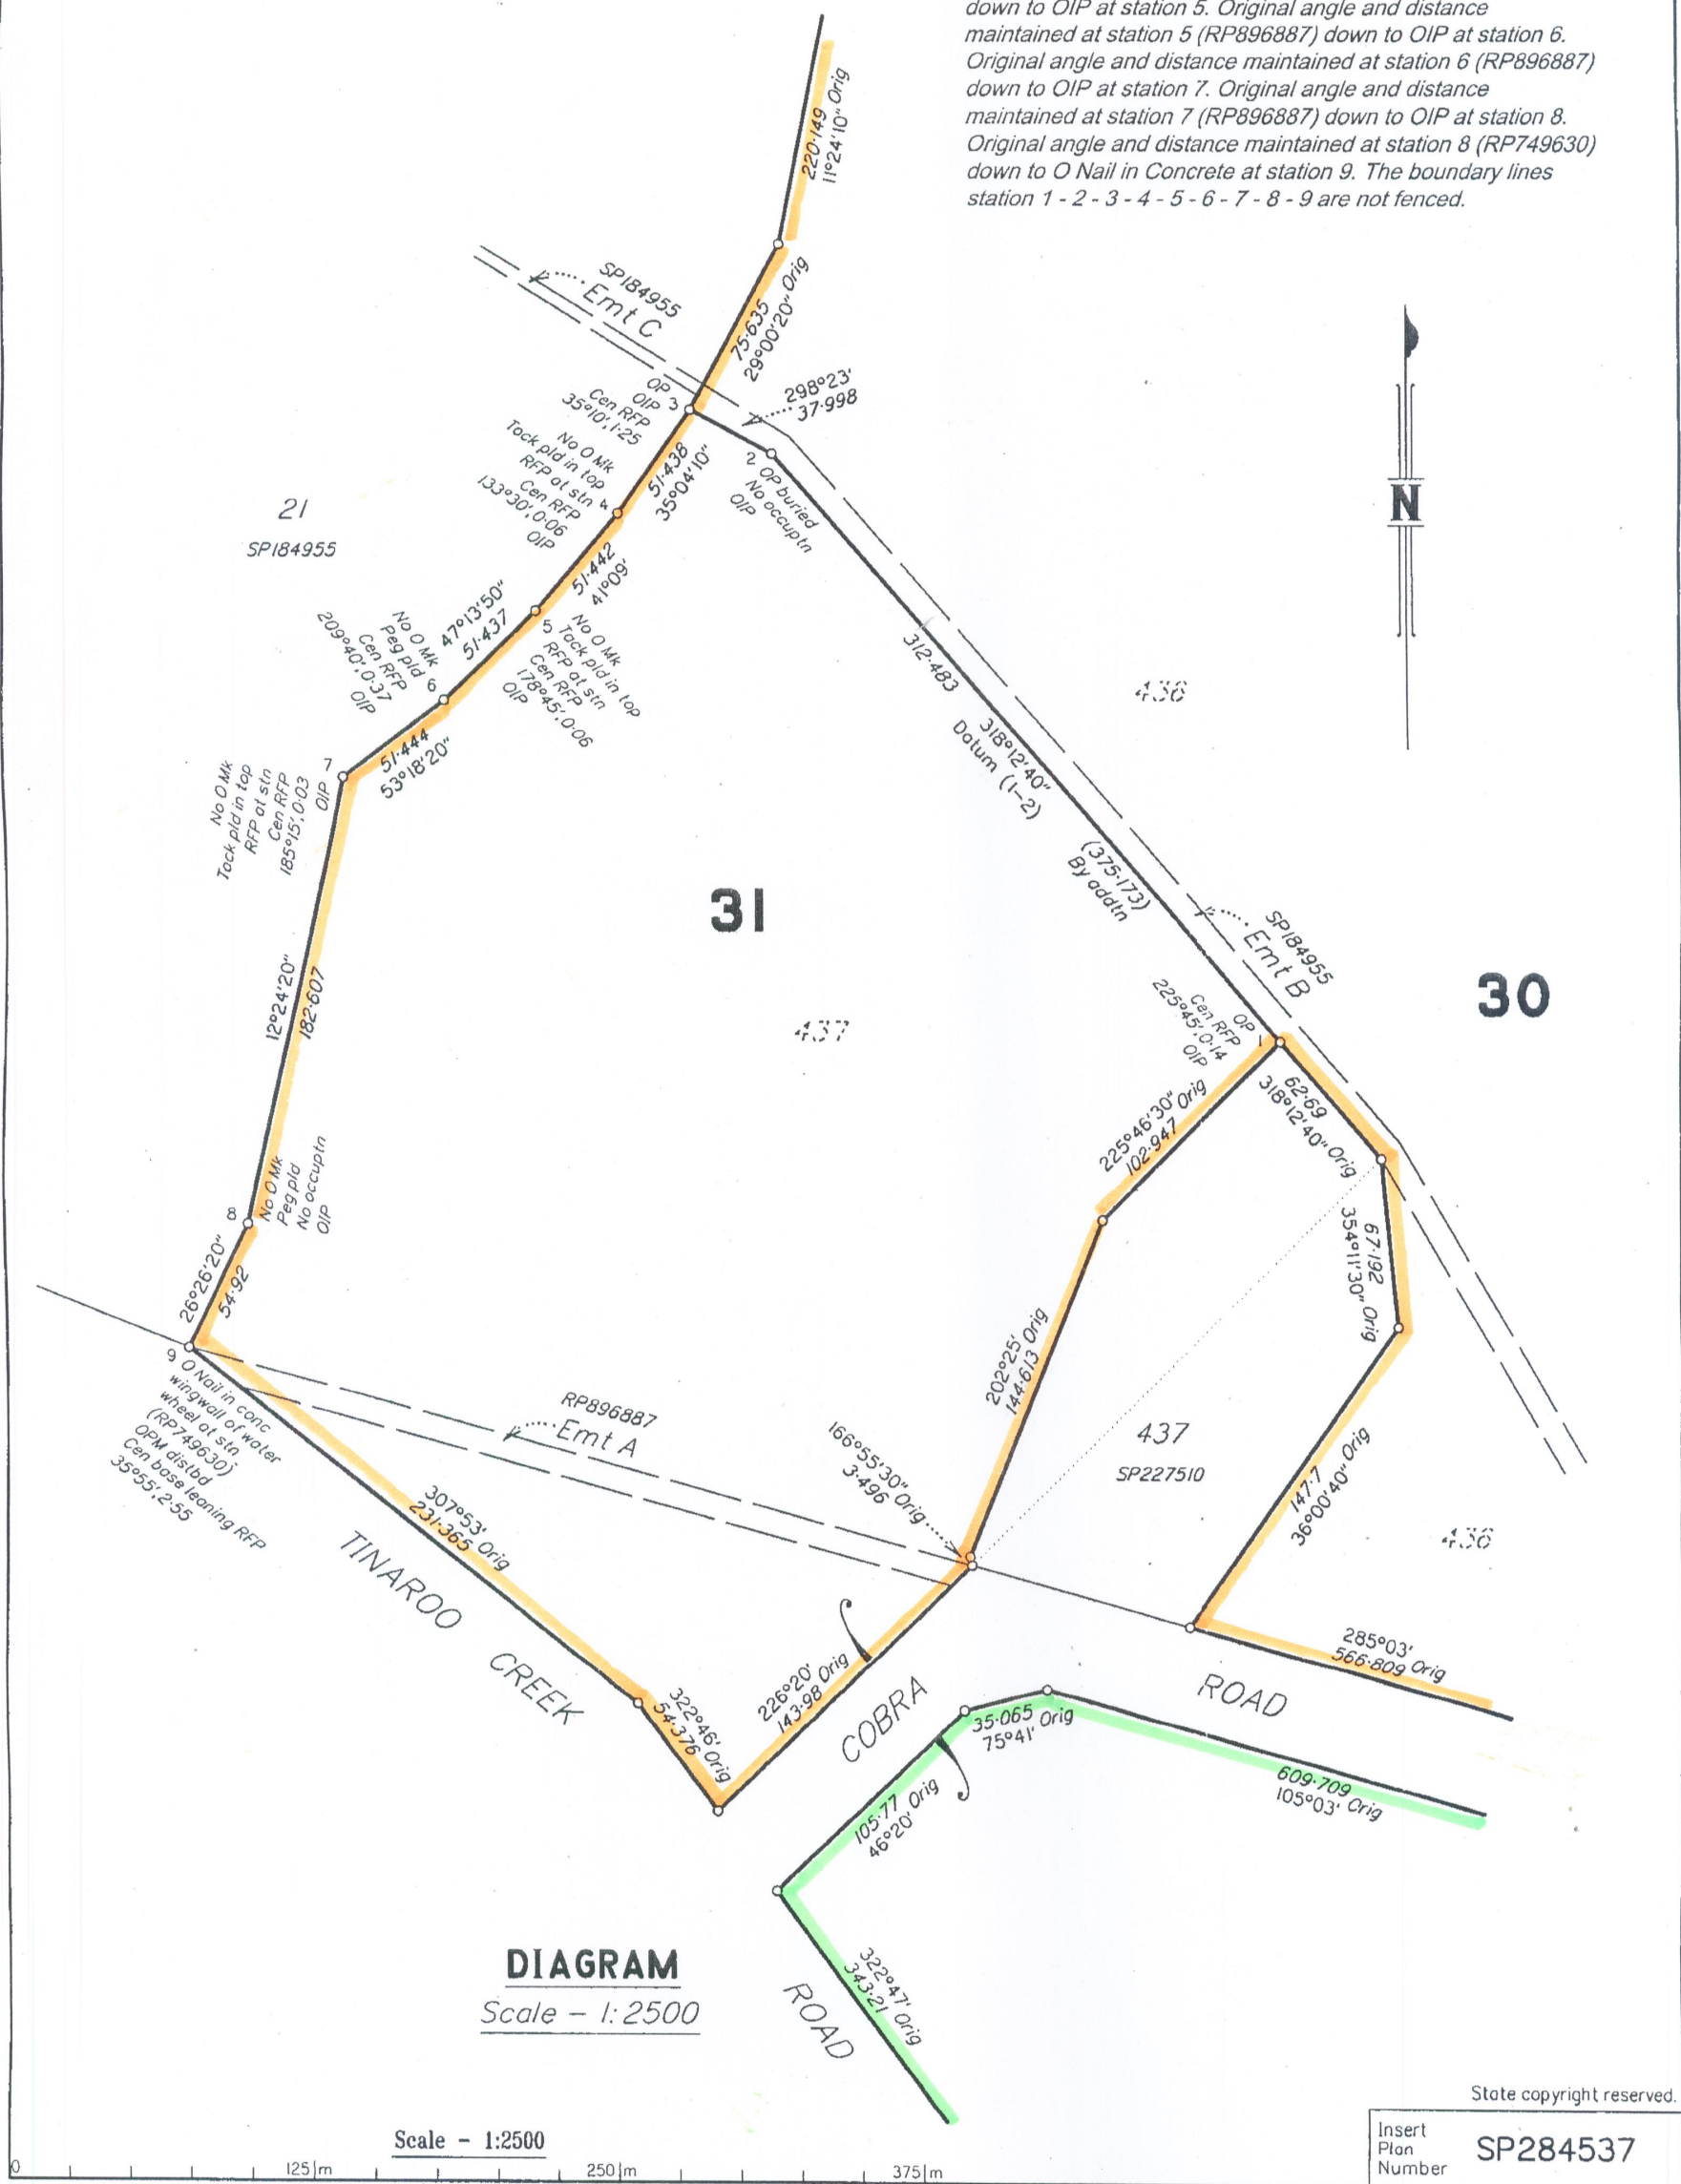 down to OIP at station 5. Original angle and distance
maintained at station 5 (RP896887) down to OIP at station 6.
Original angle and distance maintained at station 6 (RP896887)
down to OIP at station 7. Original angle and distance
maintained at station 7 (RP896887) down to OIP at station 8.
Original angle and distance maintained at station 8 (RP749630)
down to O Nail in Concrete at station 9. The boundary lines
station 1 - 2 - 3 - 4 - 5 - 6 - 7 - 8 - 9 are not fenced.
220·149
11°24'10" Orig
75·635
29°00'20" Orig
SP184955
Emt C
298°23'
37·998
OP
OIP
Cen RFP
35°10', 1·25
3
2
OP buried
No occuptn
OIP
51·438
35°04'10"
No O Mk
Tack pld in top
RFP at stn
Cen RFP
133°30', 0·06
OIP
4
N
21
SP184955
51·442
41°09'
5
No O Mk
Tack pld in top
RFP at stn
Cen RFP
178°45', 0·06
OIP
47°13'50"
51·437
No O Mk
Peg pld
Cen RFP
209°40', 0·37
OIP
6
51·444
53°18'20"
7
No O Mk
Tack pld in top
RFP at stn
Cen RFP
185°15', 0·03
OIP
312·483
318°12'40"
Datum (1-2)
(375·173)
By addtn
436
31
437
SP184955
Emt B
30
12°24'20"
182·607
OP
Cen RFP
225°45', 0·14
OIP
1
62·69
318°12'40" Orig
225°46'30" Orig
102·947
67·192
354°11'30" Orig
8
No O Mk
Peg pld
No occuptn
OIP
26°26'20"
54·92
9
O Nail in conc
wingwall of water
wheel at stn
(RP749630)
OPM distbd
Cen base leaning RFP
35°55', 2·55
RP896887
Emt A
202°25' Orig
144·613
166°55'30" Orig
3·496
437
SP227510
147·7
36°00'40" Orig
436
307°53'
231·365 Orig
TINAROO CREEK
322°46' Orig
54·376
226°20'
143·98 Orig
COBRA ROAD
285°03'
566·809 Orig
35·065 Orig
75°41'
609·709
105°03' Orig
105·77 Orig
46°20'
322°47' Orig
343·21
ROAD
DIAGRAM
Scale - 1:2500
State copyright reserved.
Scale - 1:2500
Insert
Plan
Number
SP284537
0 125 m 250 m 375 m